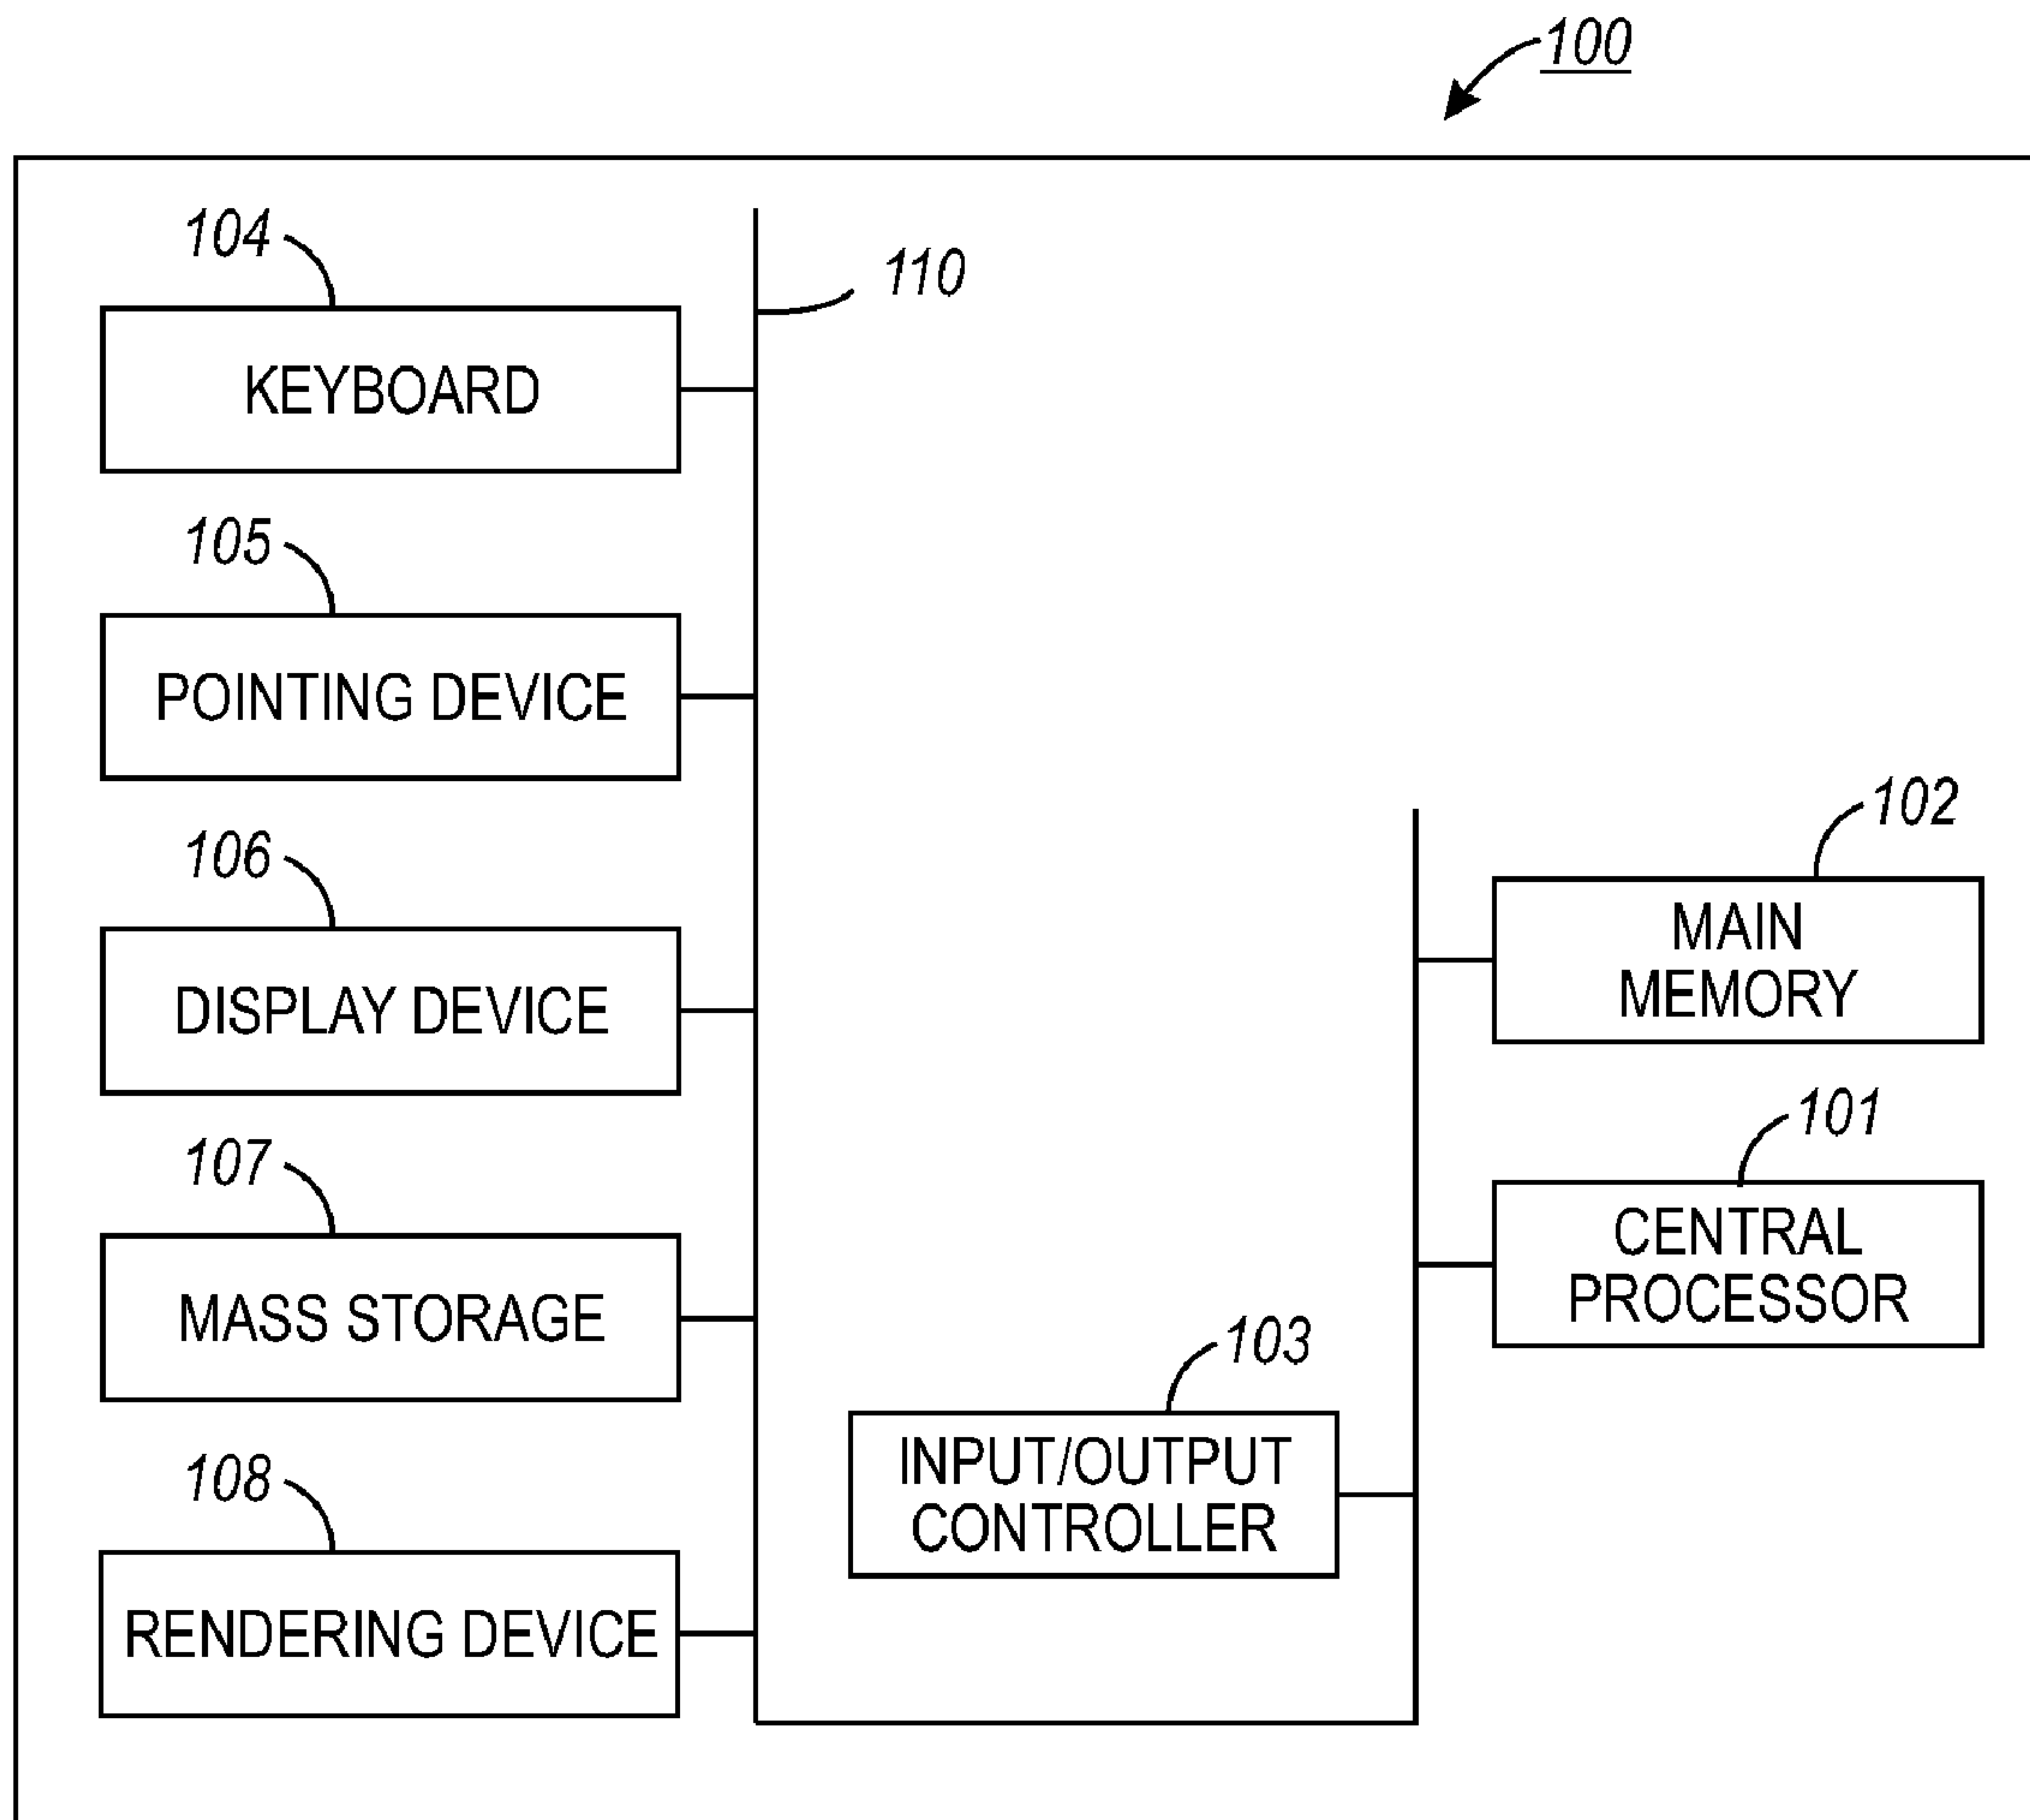 100
104
110
KEYBOARD
105
POINTING DEVICE
106
DISPLAY DEVICE
107
MASS STORAGE
108
RENDERING DEVICE
102
MAIN
MEMORY
101
CENTRAL
PROCESSOR
103
INPUT/OUTPUT
CONTROLLER